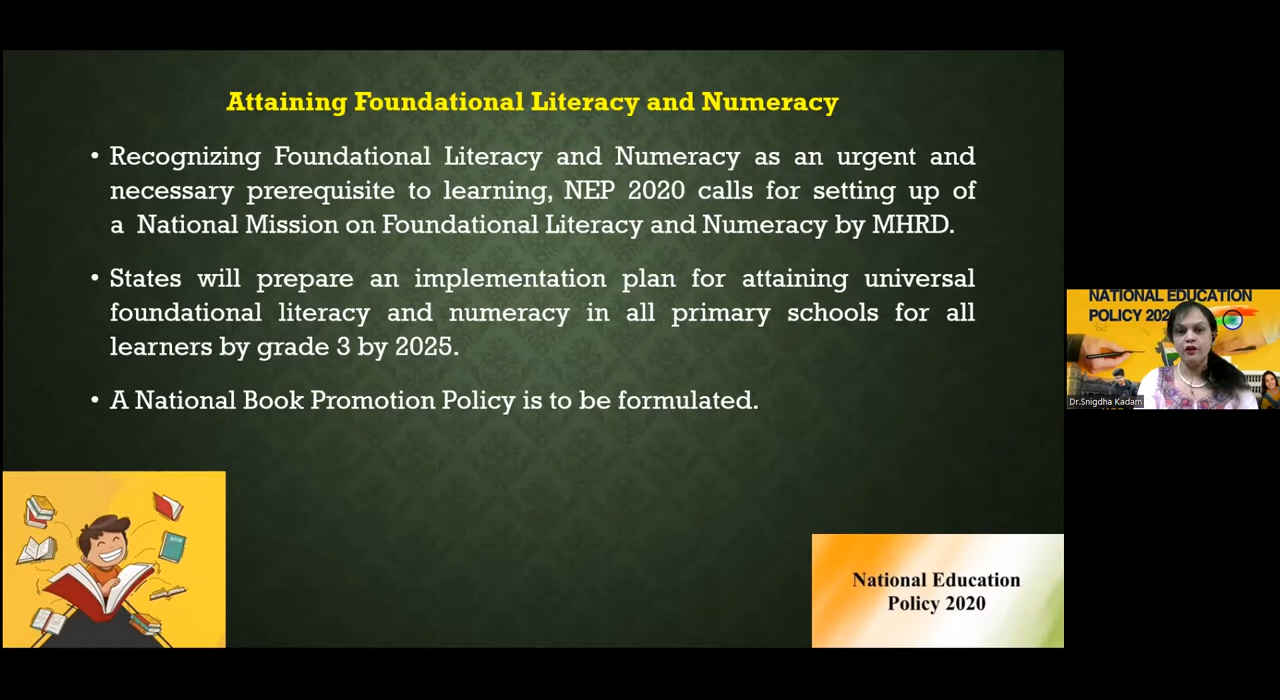 Attaining Foundational Literacy and Numeracy
• Recognizing Foundational Literacy and Numeracy as an urgent and
necessary prerequisite to learning, NEP 2020 calls for setting up of
a National Mission on Foundational Literacy and Numeracy by MHRD.
• States will prepare an implementation plan for attaining universal
foundational literacy and numeracy in all primary schools for all
learners by grade 3 by 2025.
• A National Book Promotion Policy is to be formulated.
National Education
Policy 2020
NATIONAL EDUCATION
POLICY 202
Dr.Snigdha Kadam